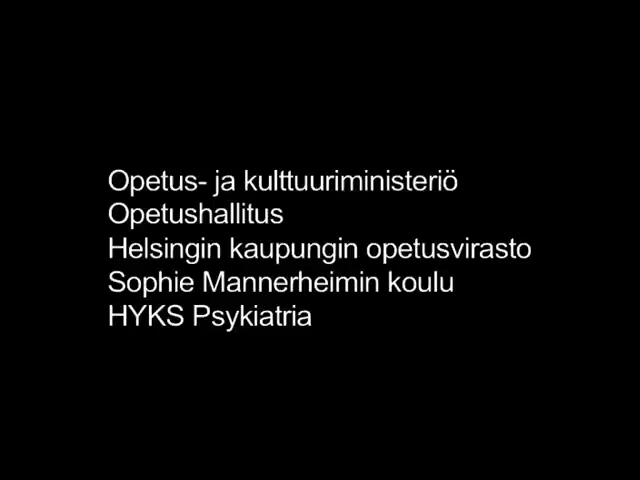 Opetus- ja kulttuuriministeriö
Opetushallitus
Helsingin kaupungin opetusvirasto
Sophie Mannerheimin koulu
HYKS Psykiatria